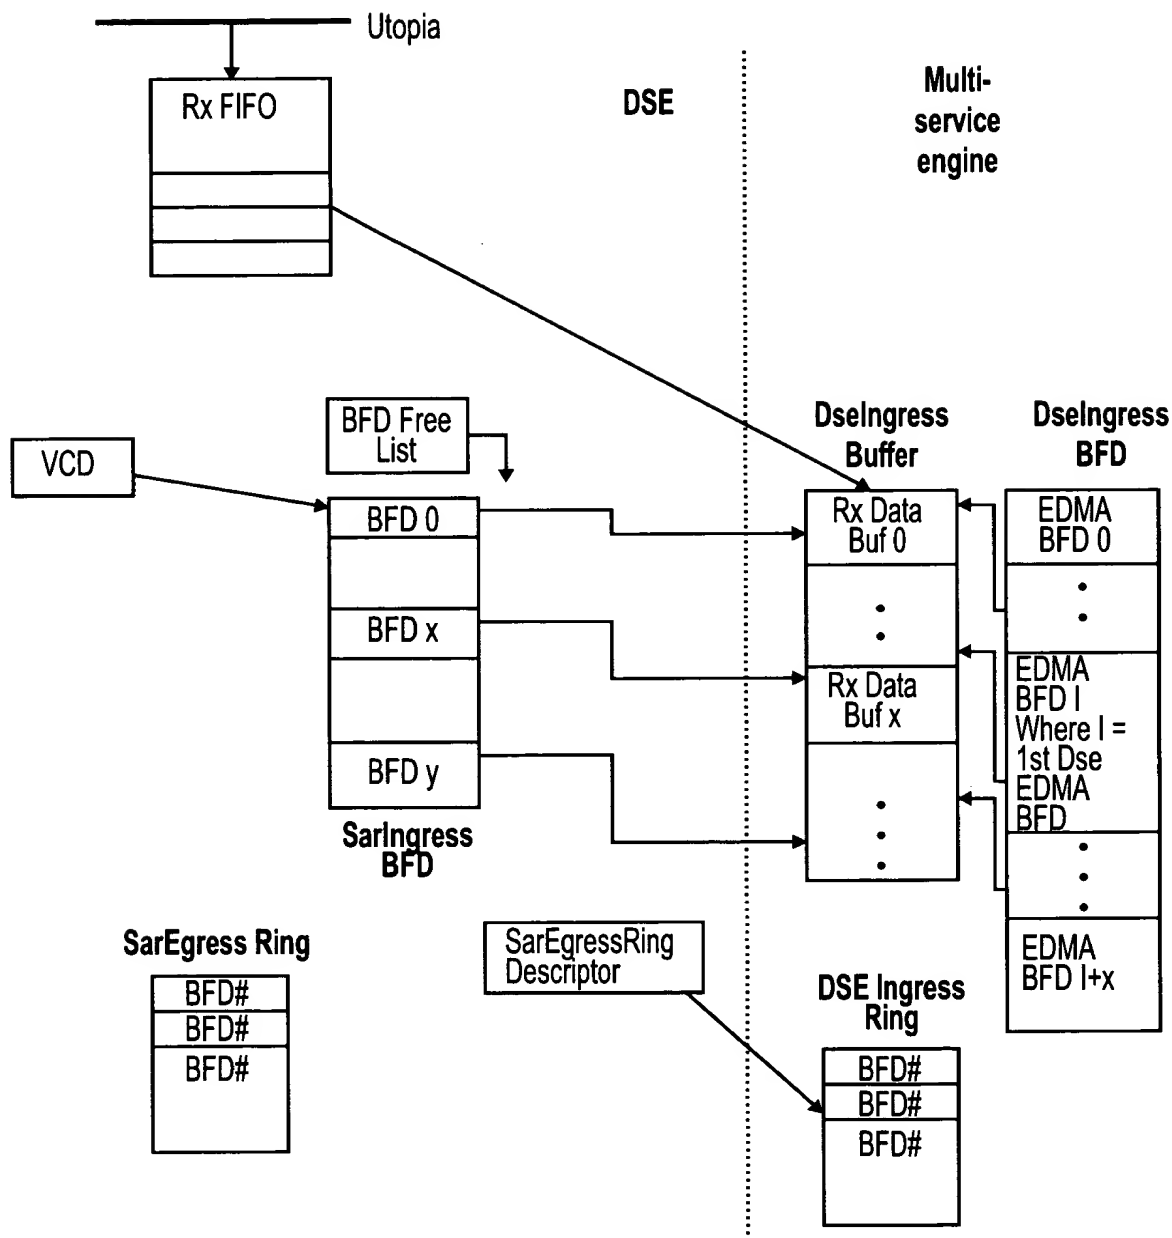 Utopia
Rx FIFO
DSE
Multi-
service
engine
BFD Free
List
VCD
BFD 0
BFD x
BFD y
SarIngress
BFD
DseIngress
Buffer
Rx Data
Buf 0
Rx Data
Buf x
DseIngress
BFD
EDMA
BFD 0
EDMA
BFD I
Where I =
1st Dse
EDMA
BFD
EDMA
BFD I+x
SarEgress Ring
BFD#
BFD#
BFD#
SarEgressRing
Descriptor
DSE Ingress
Ring
BFD#
BFD#
BFD#